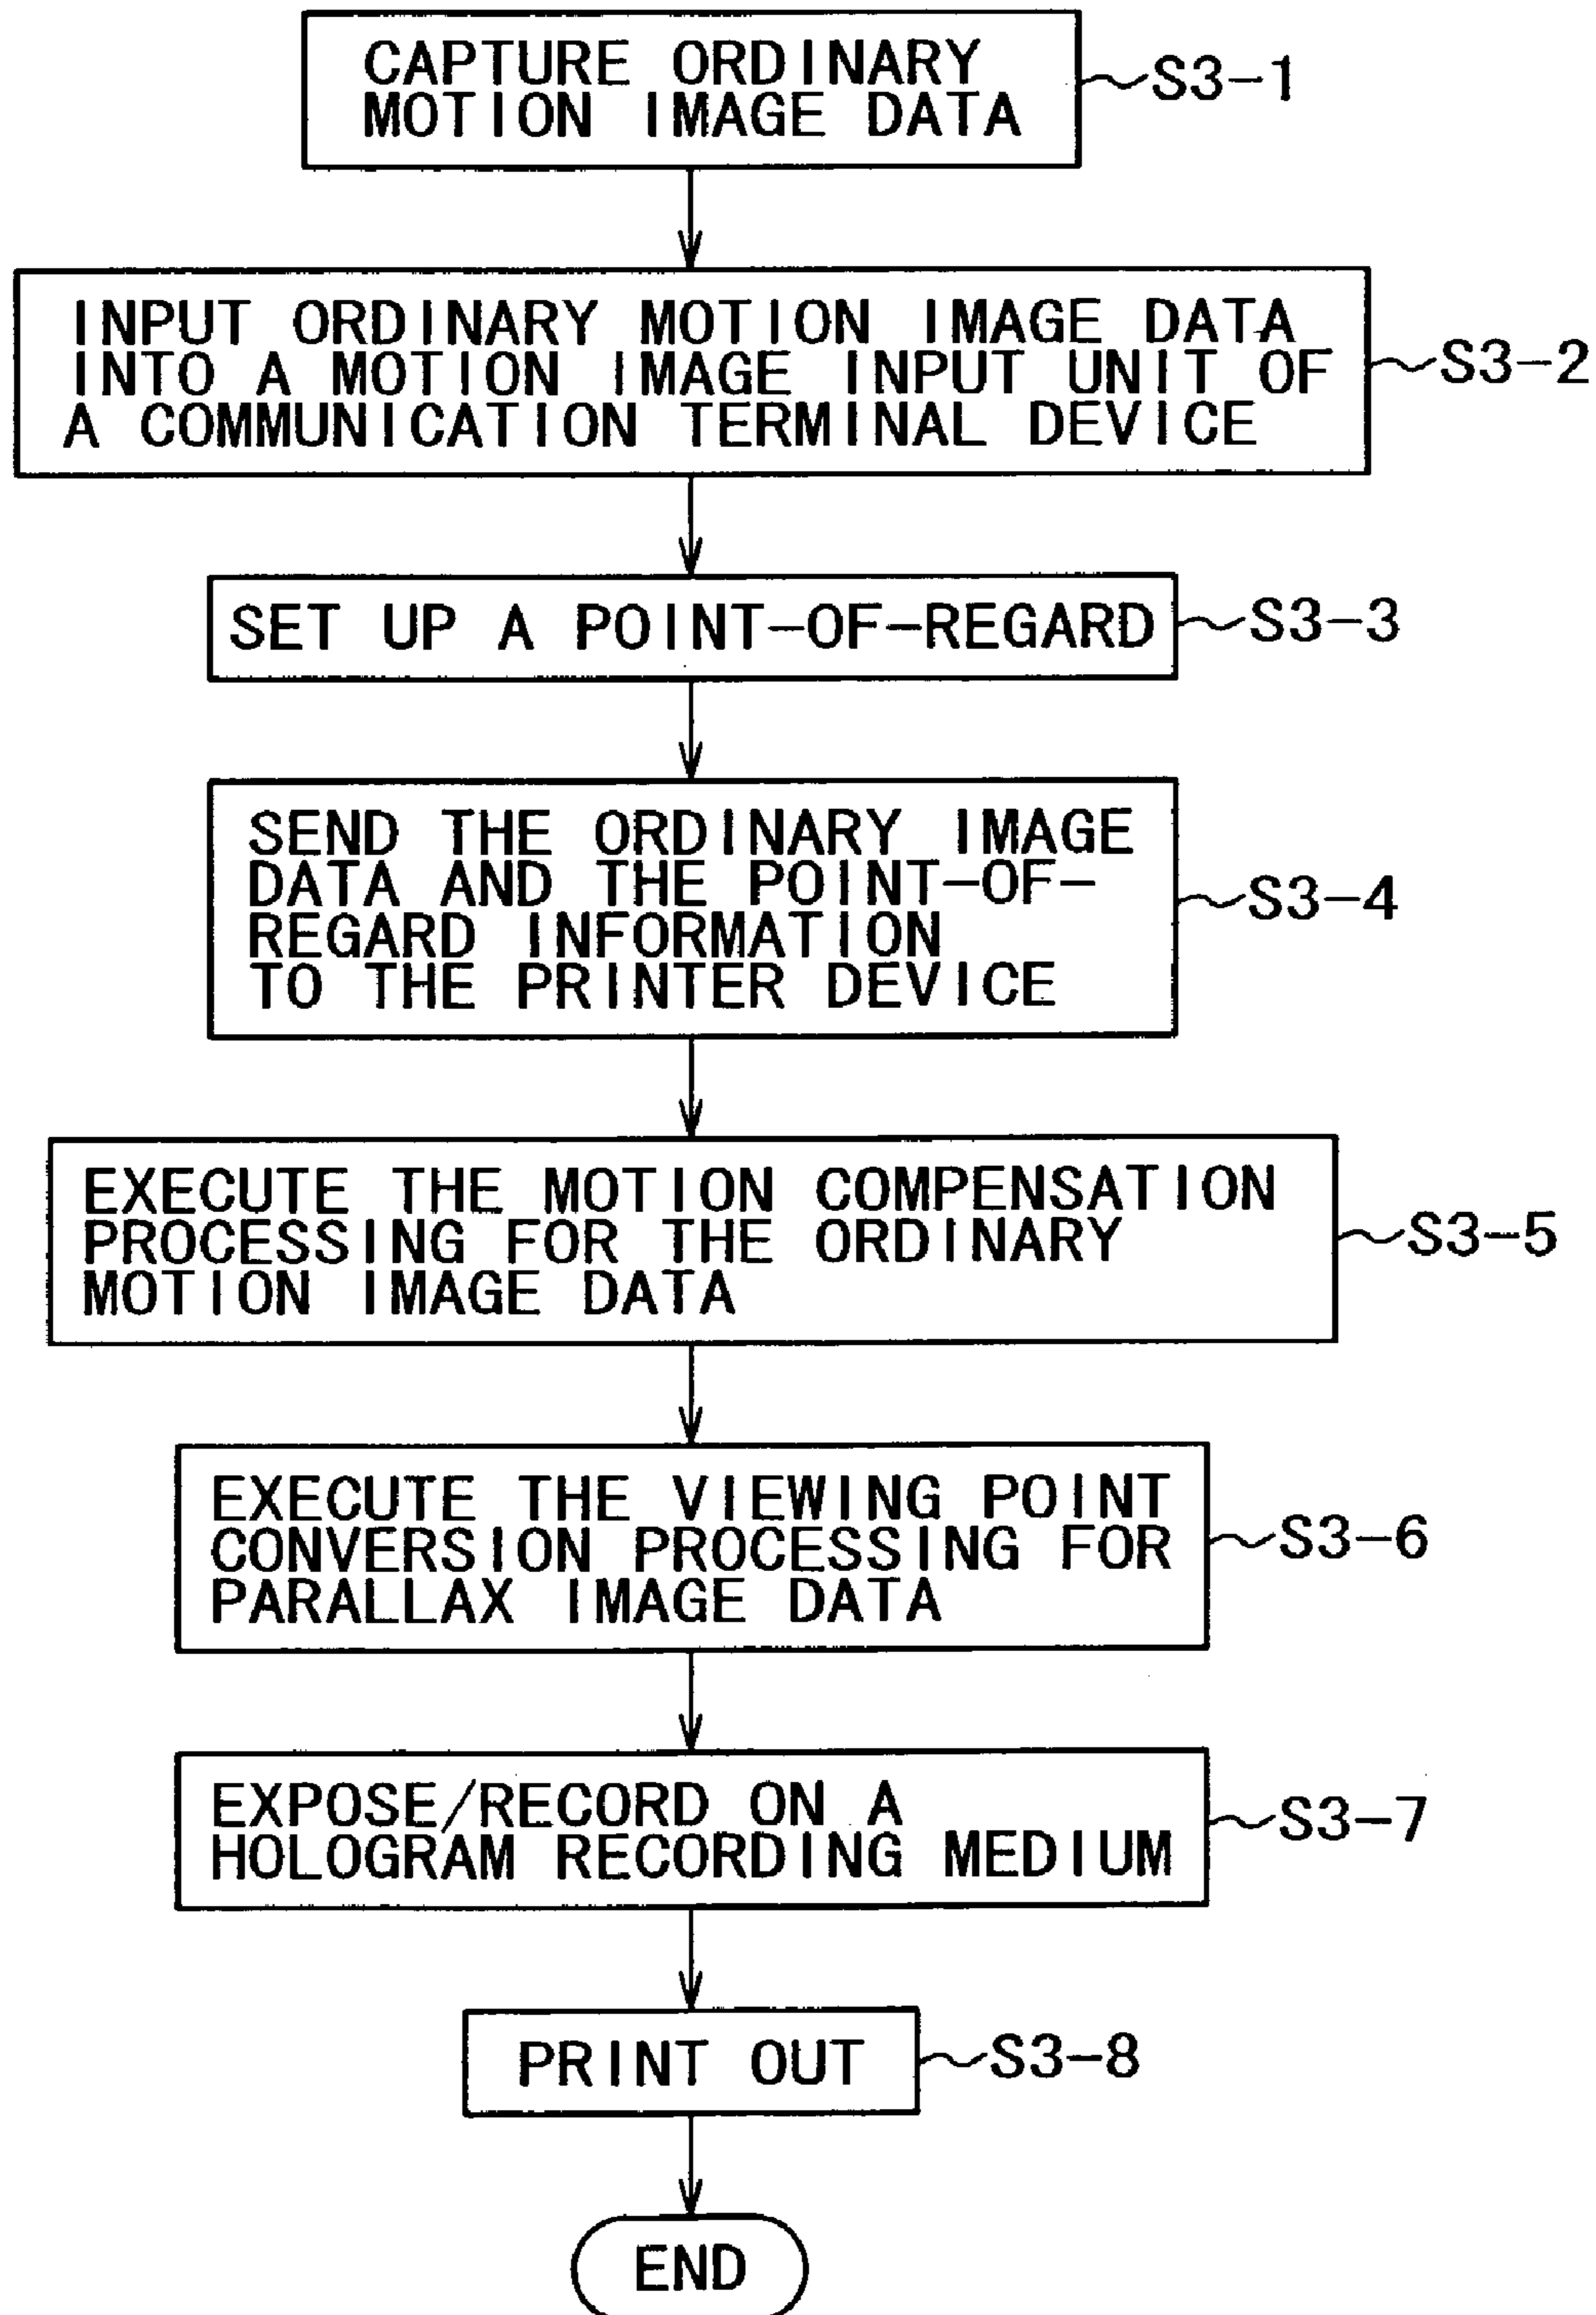 CAPTURE ORDINARY
MOTION IMAGE DATA
S3-1
INPUT ORDINARY MOTION IMAGE DATA
INTO A MOTION IMAGE INPUT UNIT OF
A COMMUNICATION TERMINAL DEVICE
S3-2
SET UP A POINT-OF-REGARD
S3-3
SEND THE ORDINARY IMAGE
DATA AND THE POINT-OF-
REGARD INFORMATION
TO THE PRINTER DEVICE
S3-4
EXECUTE THE MOTION COMPENSATION
PROCESSING FOR THE ORDINARY
MOTION IMAGE DATA
S3-5
EXECUTE THE VIEWING POINT
CONVERSION PROCESSING FOR
PARALLAX IMAGE DATA
S3-6
EXPOSE/RECORD ON A
HOLOGRAM RECORDING MEDIUM
S3-7
PRINT OUT
S3-8
END